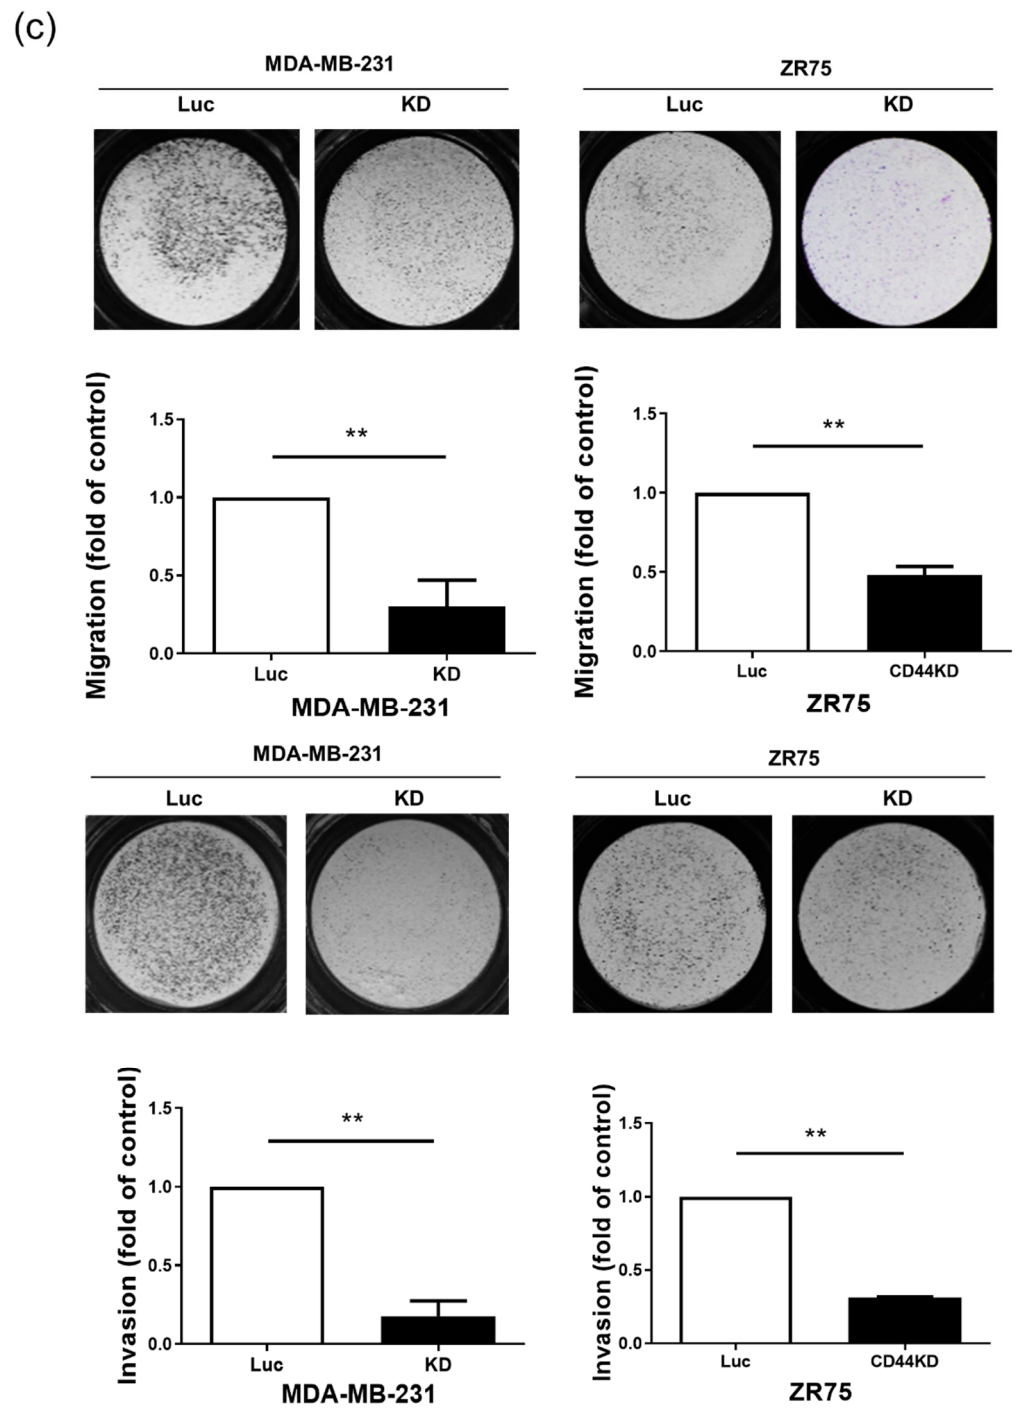 (c)
MDA-MB-231
Luc KD
ZR75
Luc KD
Migration (fold of control)
1.5
1.0
0.5
0.0
**
Luc KD
MDA-MB-231
Migration (fold of control)
1.5
1.0
0.5
0.0
**
Luc CD44KD
ZR75
MDA-MB-231
Luc KD
ZR75
Luc KD
Invasion (fold of control)
1.5
1.0
0.5
0.0
**
Luc KD
MDA-MB-231
Invasion (fold of control)
1.5
1.0
0.5
0.0
**
Luc CD44KD
ZR75